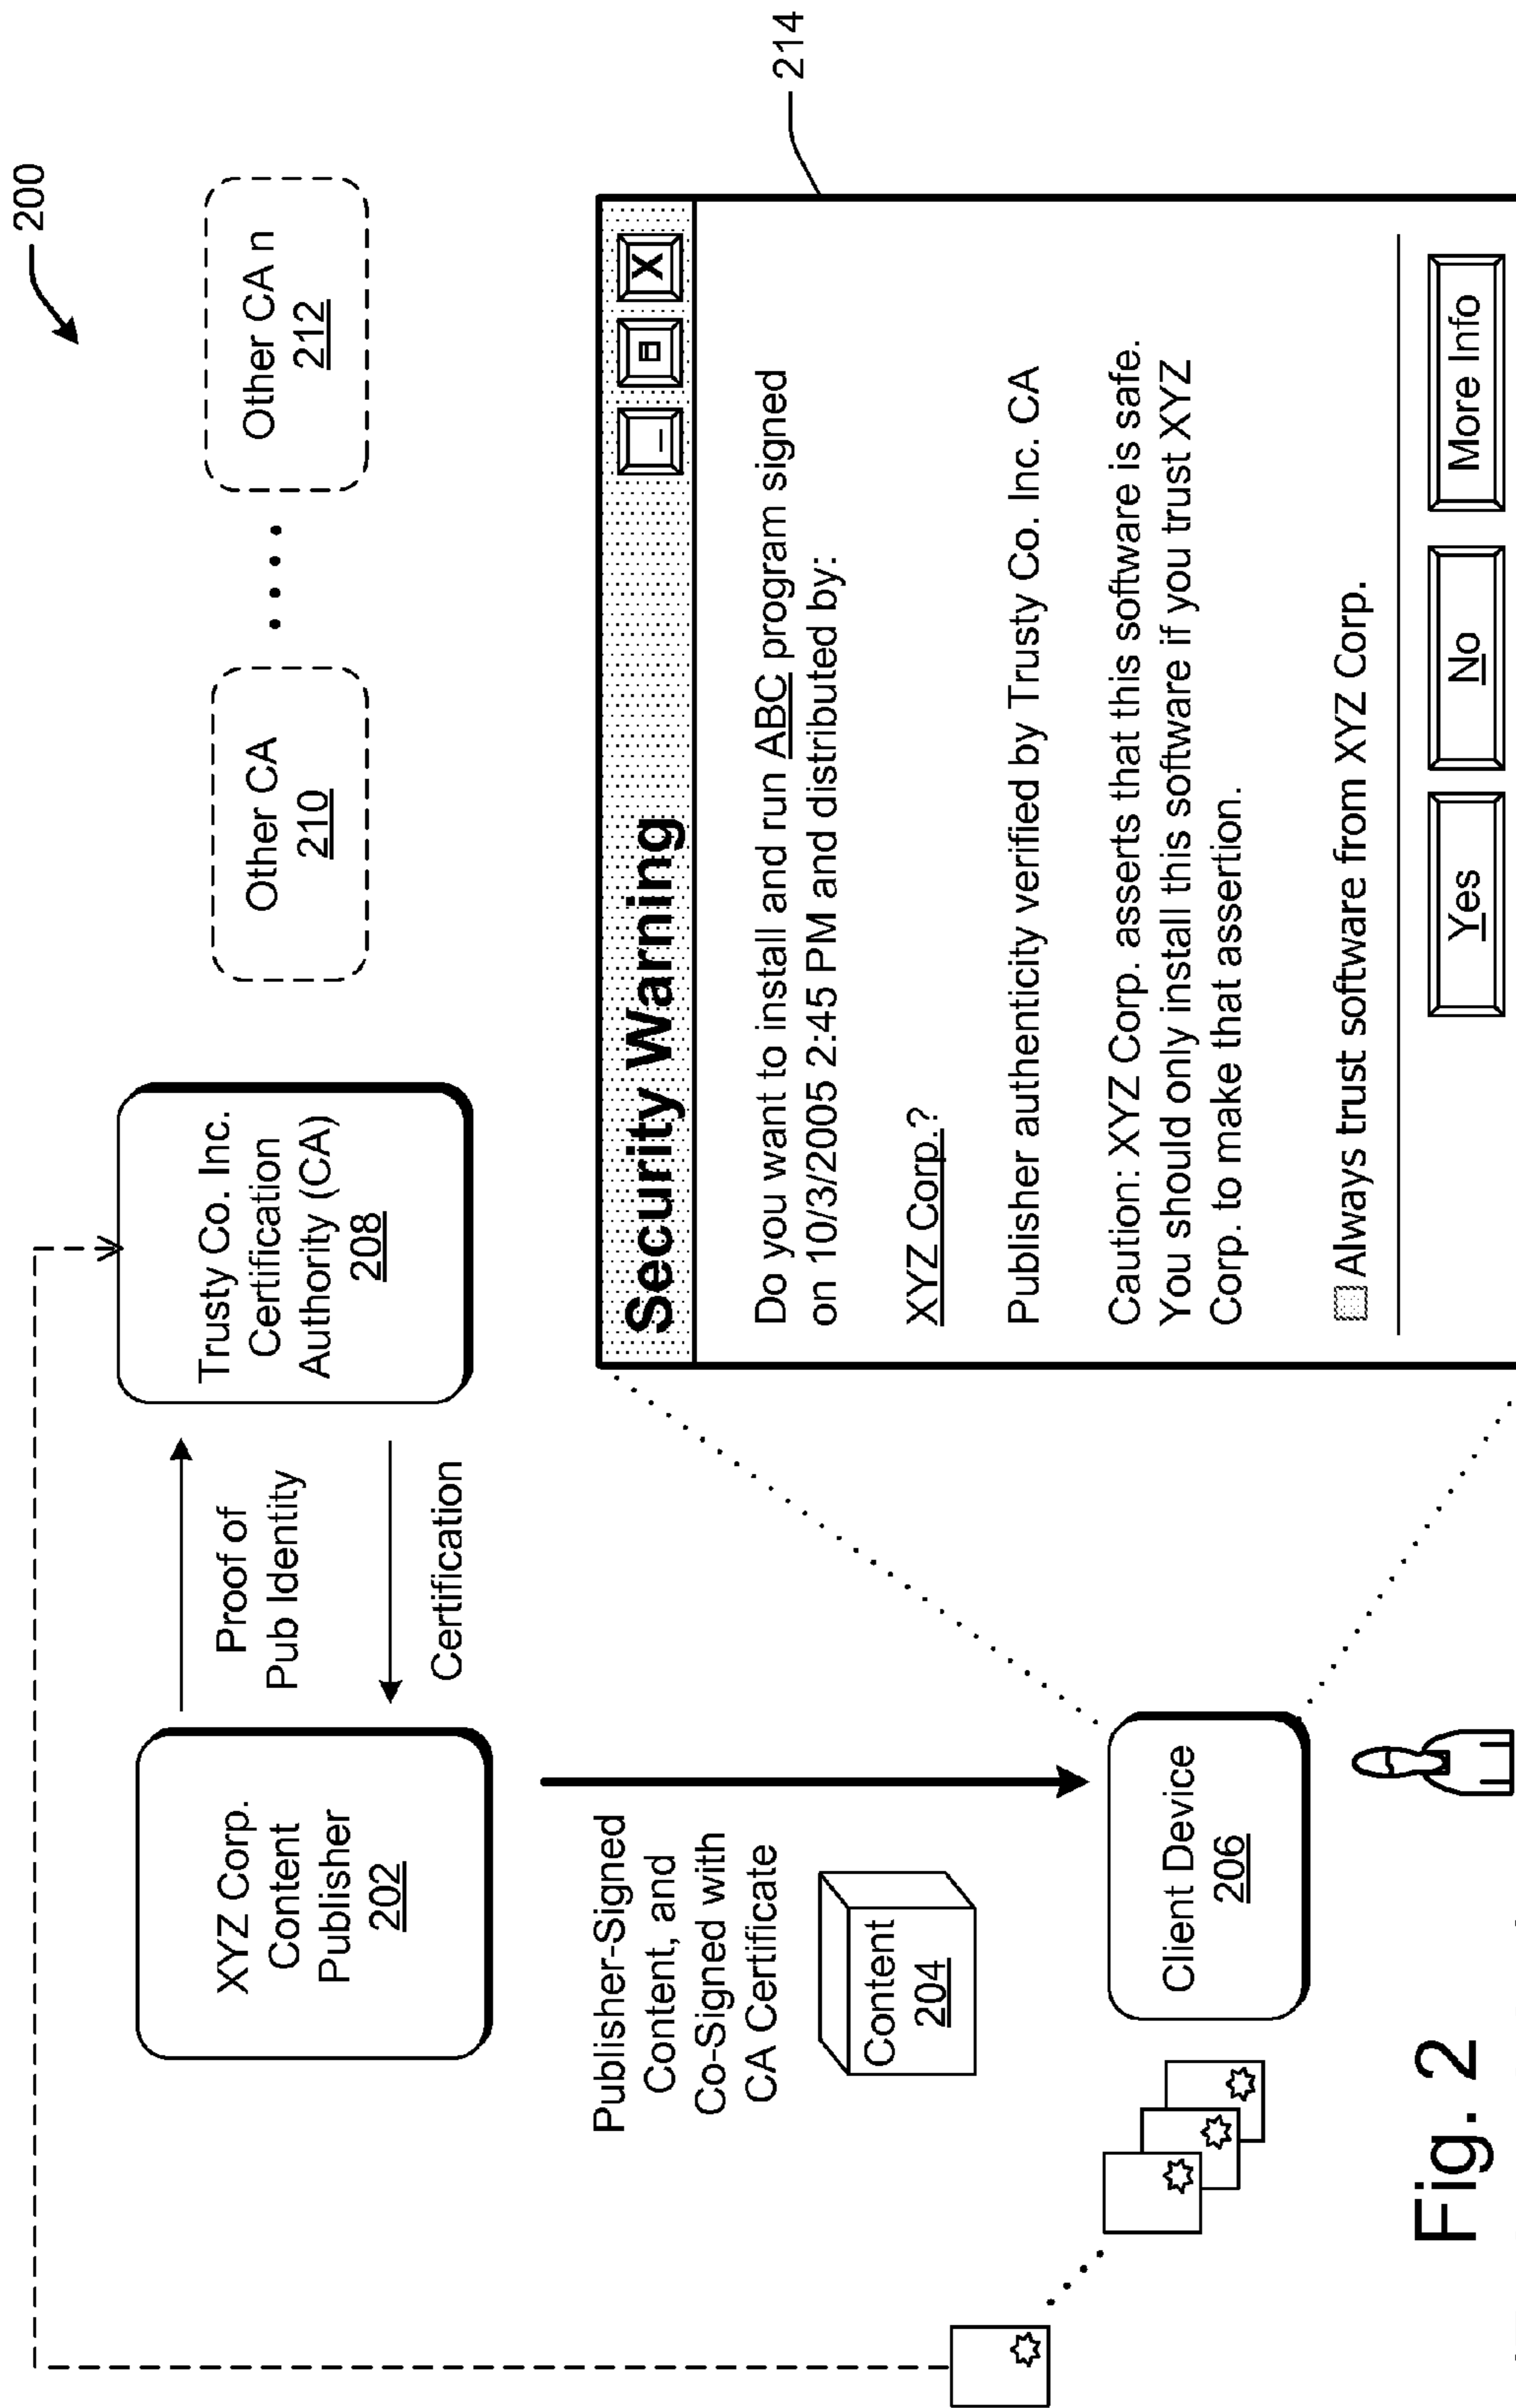 200
XYZ Corp.
Content
Publisher
202
Proof of
Pub Identity
Certification
Trusty Co. Inc.
Certification
Authority (CA)
208
Other CA
210
Other CA n
212
Publisher-Signed
Content, and
Co-Signed with
CA Certificate
Content
204
Client Device
206
214
Security Warning
_
X
Do you want to install and run ABC program signed
on 10/3/2005 2:45 PM and distributed by:
XYZ Corp.?
Publisher authenticity verified by Trusty Co. Inc. CA
Caution: XYZ Corp. asserts that this software is safe.
You should only install this software if you trust XYZ
Corp. to make that assertion.
Always trust software from XYZ Corp.
Yes
No
More Info
Fig. 2